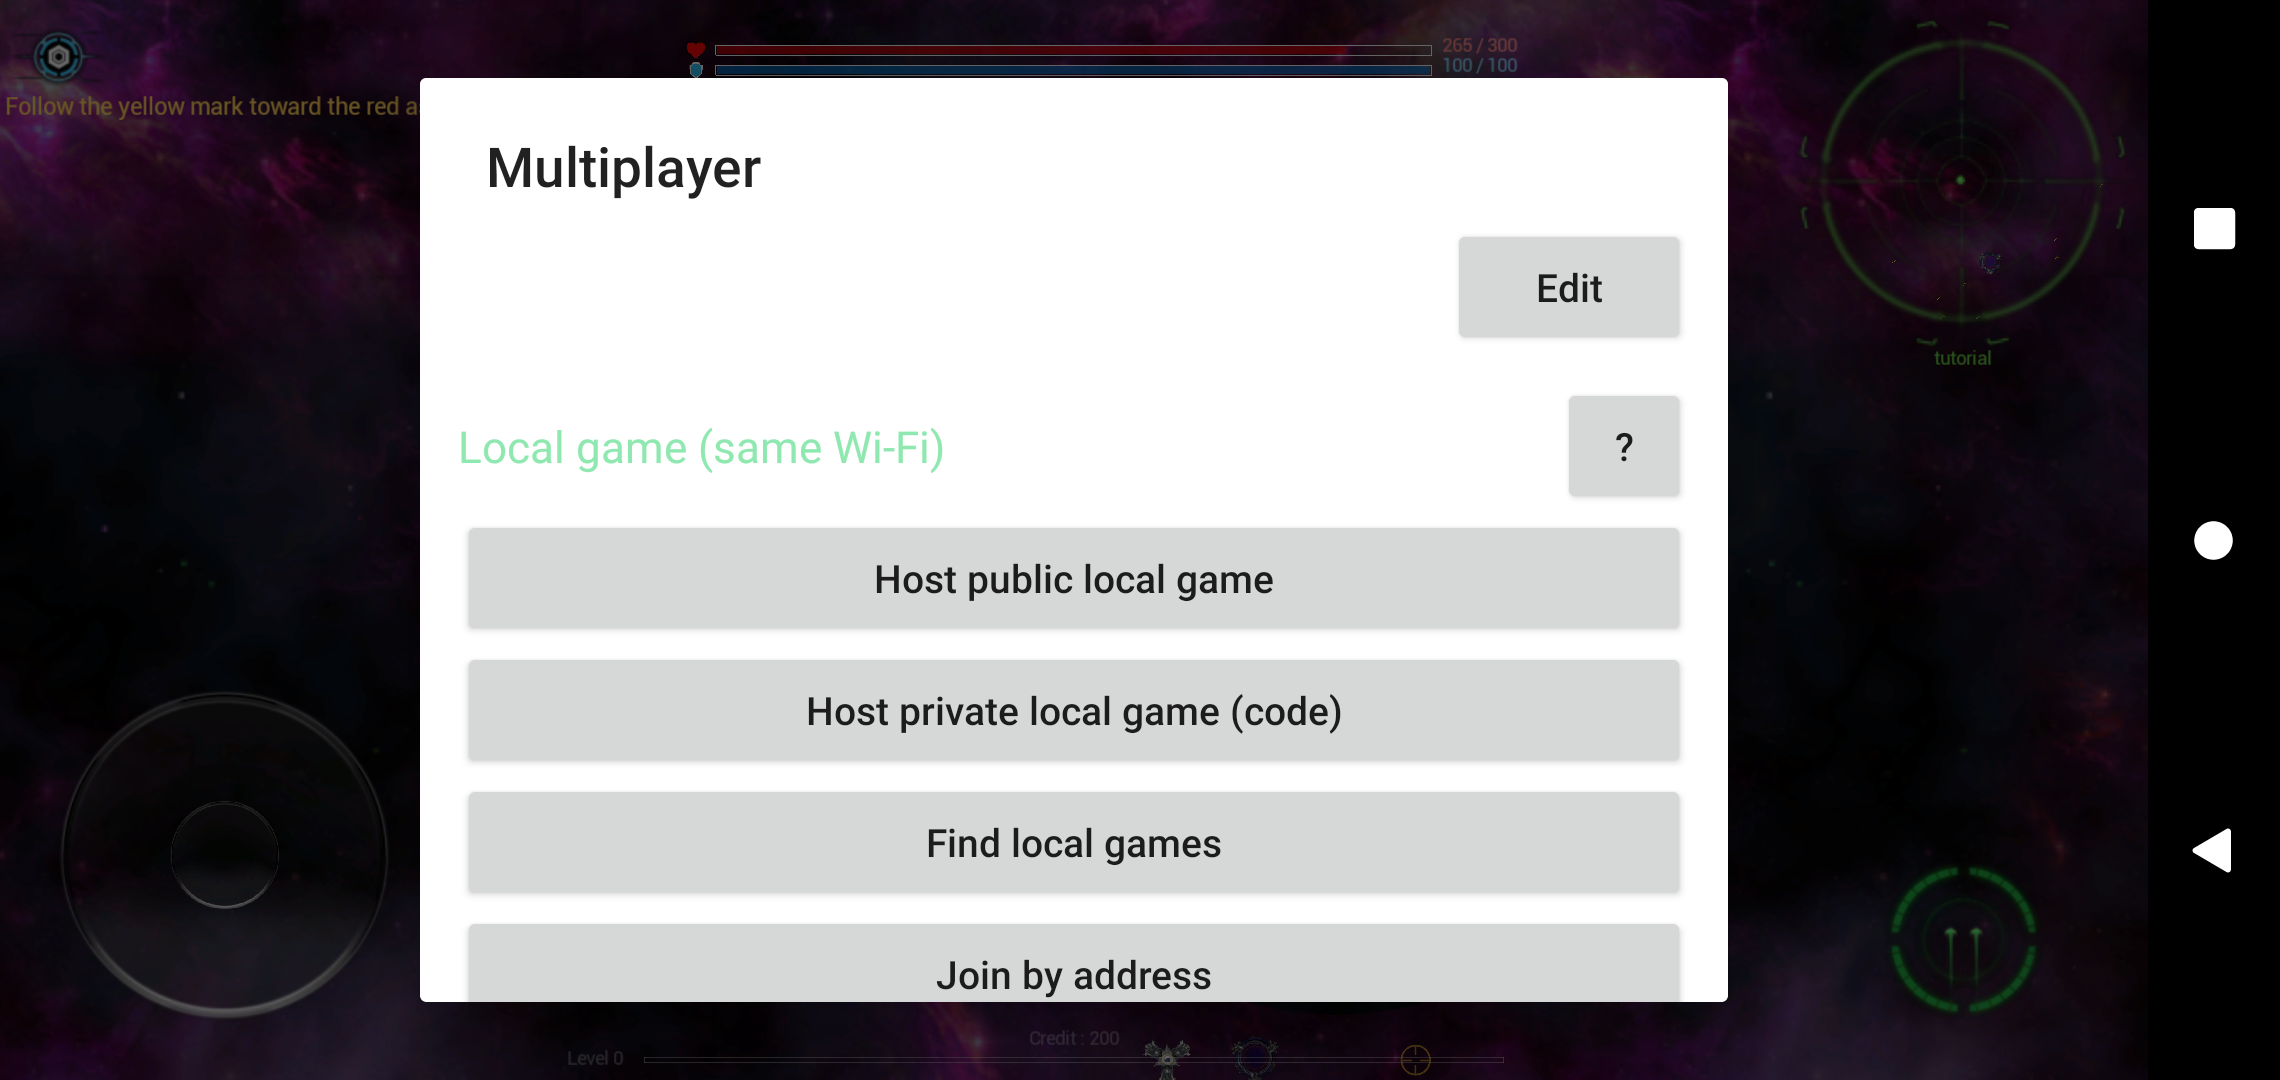 265 / 300
100 / 100
Follow the yellow mark toward the red a
Multiplayer
Edit
tutorial
Local game (same Wi-Fi)
?
Host public local game
Host private local game (code)
Find local games
Join by address
Credit : 200
Level 0